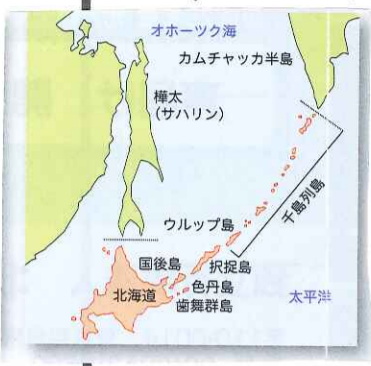 オホーツク海
カムチャッカ半島
樺太
(サハリン)
千島列島
ウルップ島
国後島
択捉島
北海道
色丹島
歯舞群島
太平洋